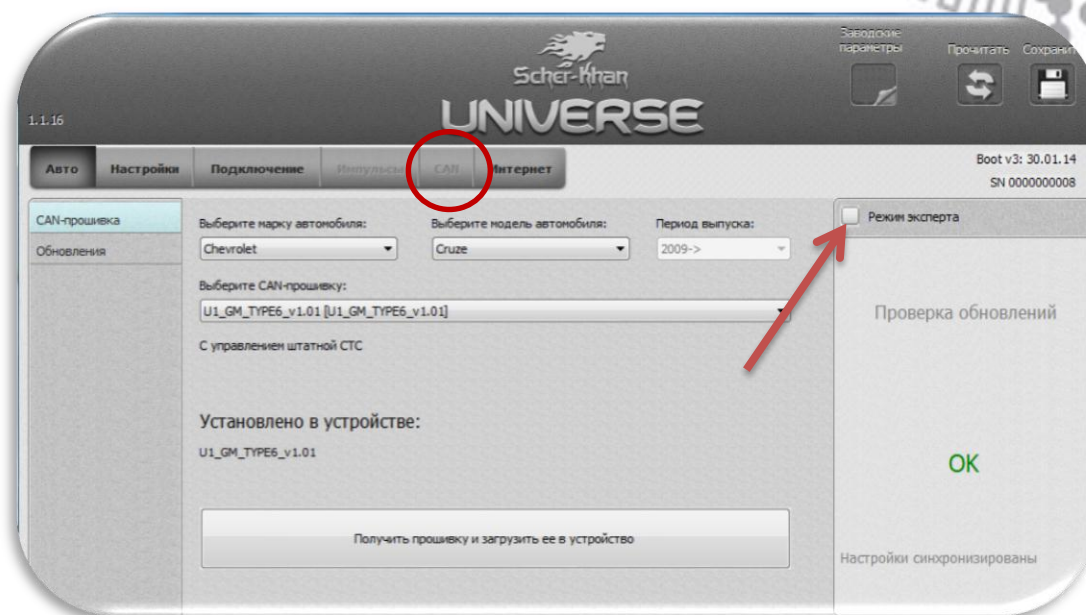 Заводские
параметры
Прочитать
Scher-Khan
UNIVERSE
1.1.16
Авто
Настройки
Подключение
Импульсы
CAN
Интернет
Boot v3: 30.01.14
SN 0000000008
CAN-прошивка
Обновления
Выберите марку автомобиля:
Выберите модель автомобиля:
Период выпуска:
Chevrolet
Cruze
2009->
Выберите CAN-прошивку:
U1_GM_TYPE6_v1.01 [U1_GM_TYPE6_v1.01]
С управлением штатной СТС
Установлено в устройстве:
U1_GM_TYPE6_v1.01
Получить прошивку и загрузить ее в устройство
Режим эксперта
Проверка обновлений
OK
Настройки синхронизированы